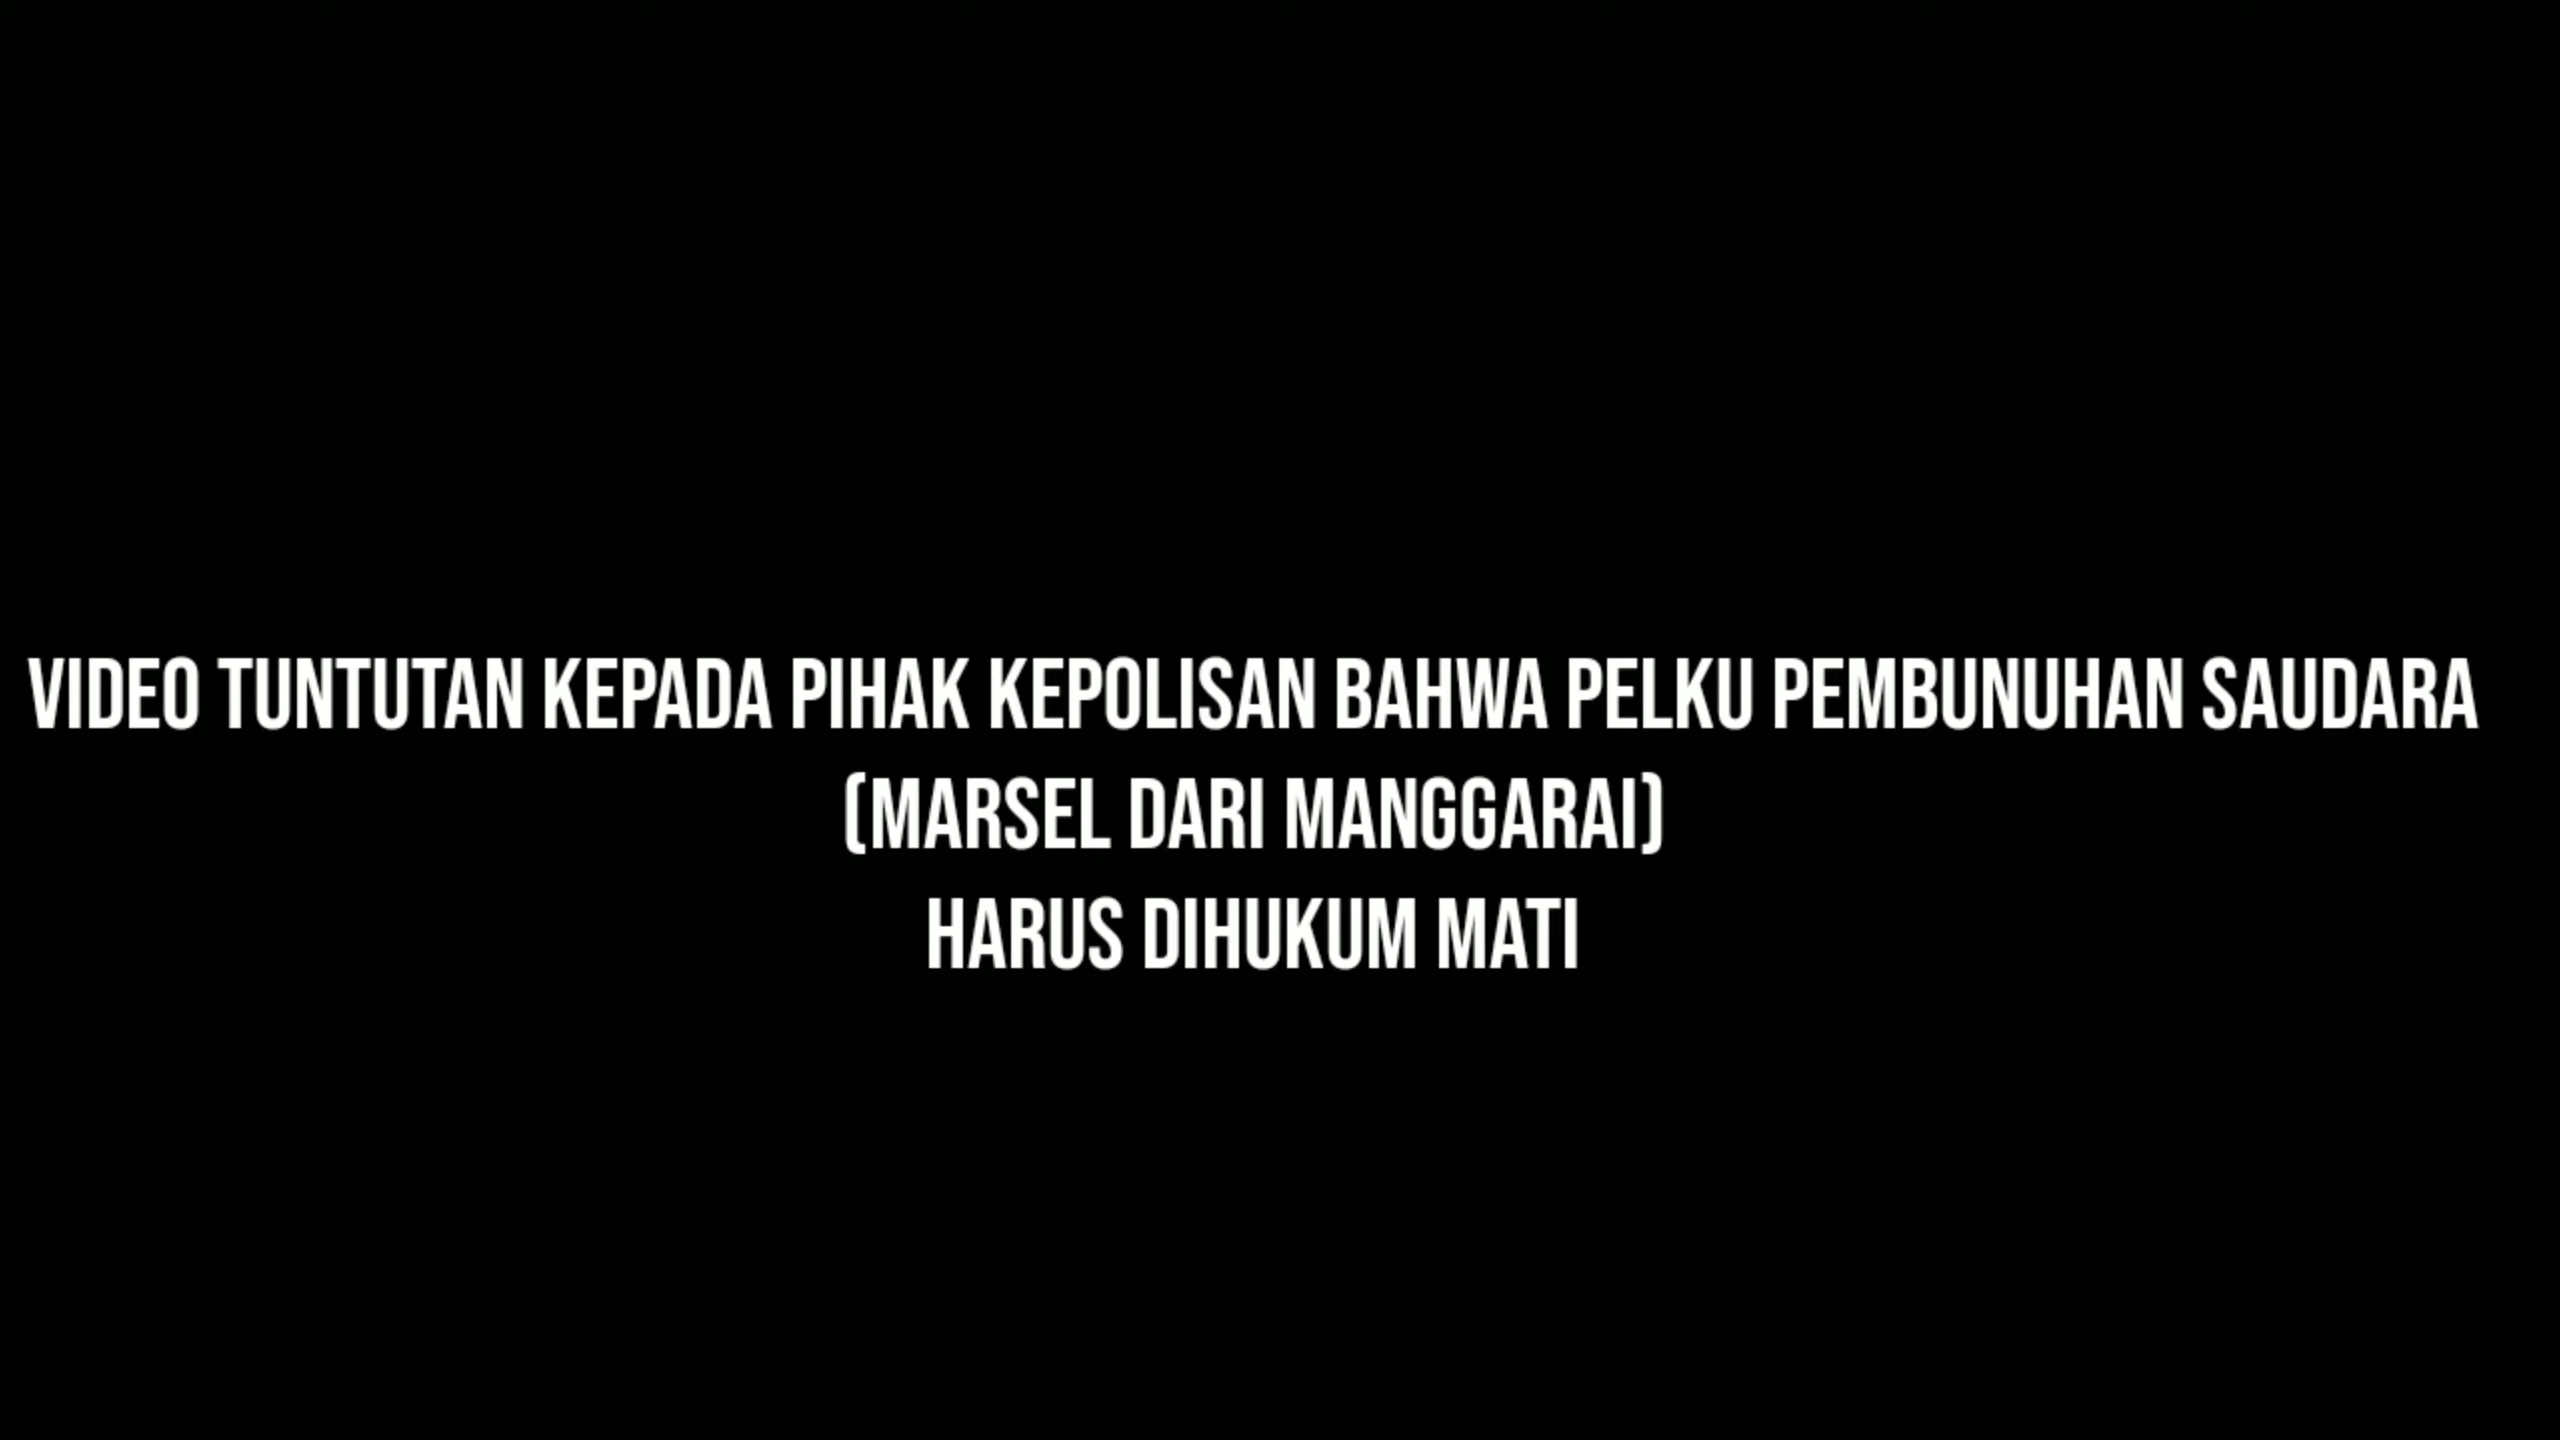 VIDEO TUNTUTAN KEPADA PIHAK KEPOLISAN BAHWA PELKU PEMBUNUHAN SAUDARA
(MARSEL DARI MANGGARAI)
HARUS DIHUKUM MATI